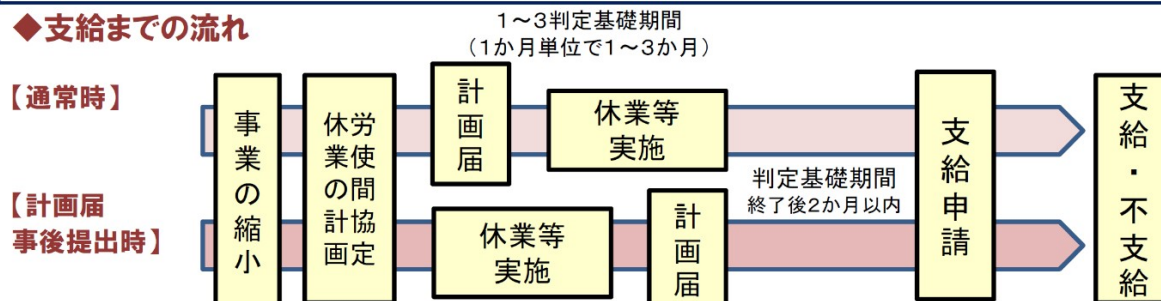 ◆支給までの流れ
1～3判定基礎期間
（1か月単位で1～3か月）
【通常時】
事業の縮小
労使間協定
休業の計画
計画届
休業等
実施
支給申請
支給・不支給
判定基礎期間
終了後2か月以内
【計画届
事後提出時】
休業等
実施
計画届